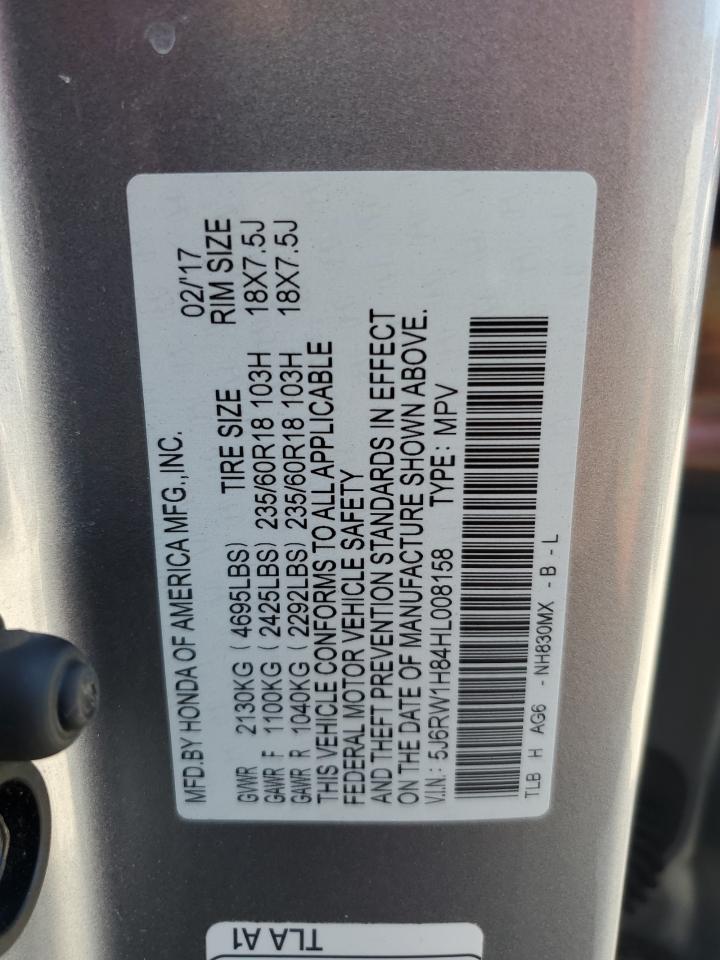 MFD.BY HONDA OF AMERICA MFG.,INC. 02/'17
TIRE SIZE RIM SIZE
GVWR 2130KG ( 4695LBS)
GAWR F 1100KG ( 2425LBS) 235/60R18 103H 18X7.5J
GAWR R 1040KG ( 2292LBS) 235/60R18 103H 18X7.5J
THIS VEHICLE CONFORMS TO ALL APPLICABLE
FEDERAL MOTOR VEHICLE SAFETY
AND THEFT PREVENTION STANDARDS IN EFFECT
ON THE DATE OF MANUFACTURE SHOWN ABOVE.
V.I.N.: 5J6RW1H84HL008158 TYPE: MPV
TLB H AG6 - NH830MX - B - L
TLA A1